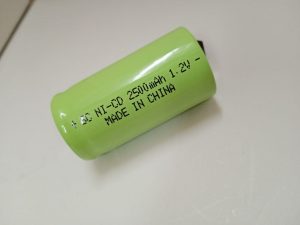 + SC NI-CD 2500mAh 1.2V -
MADE IN CHINA